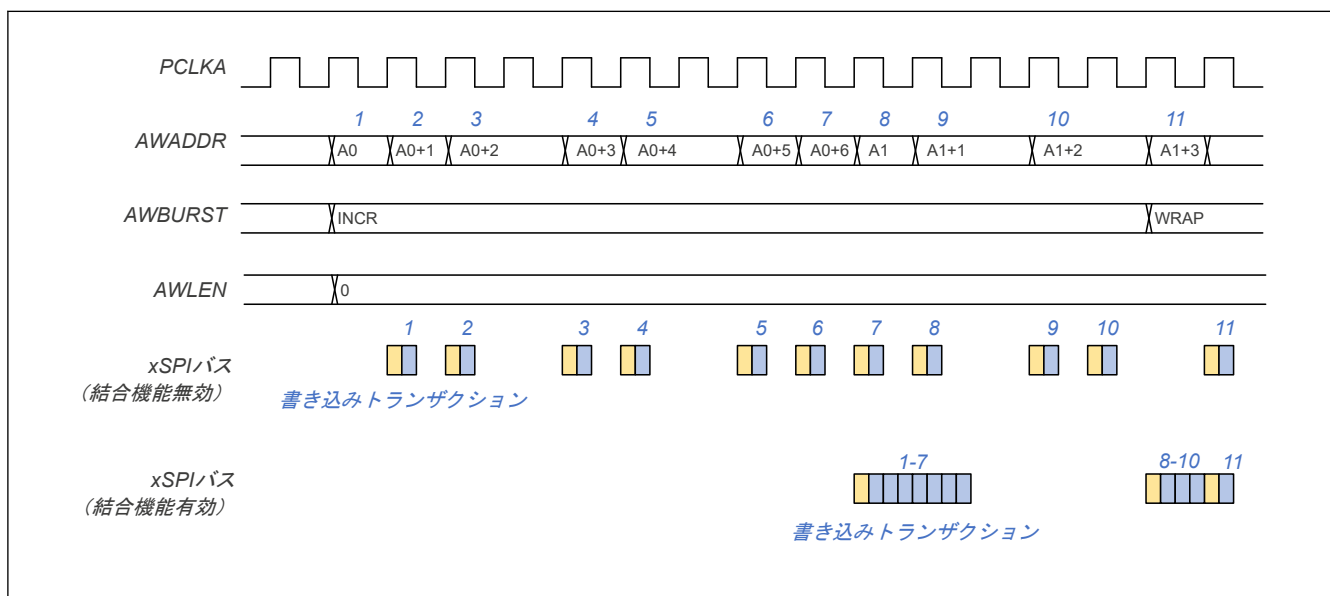 PCLKA
1 2 3 4 5 6 7 8 9 10 11
AWADDR
A0 A0+1 A0+2 A0+3 A0+4 A0+5 A0+6 A1 A1+1 A1+2 A1+3
AWBURST
INCR WRAP
AWLEN
0
1 2 3 4 5 6 7 8 9 10 11
xSPIバス
（結合機能無効）
書き込みトランザクション
1-7 8-10 11
xSPIバス
（結合機能有効）
書き込みトランザクション